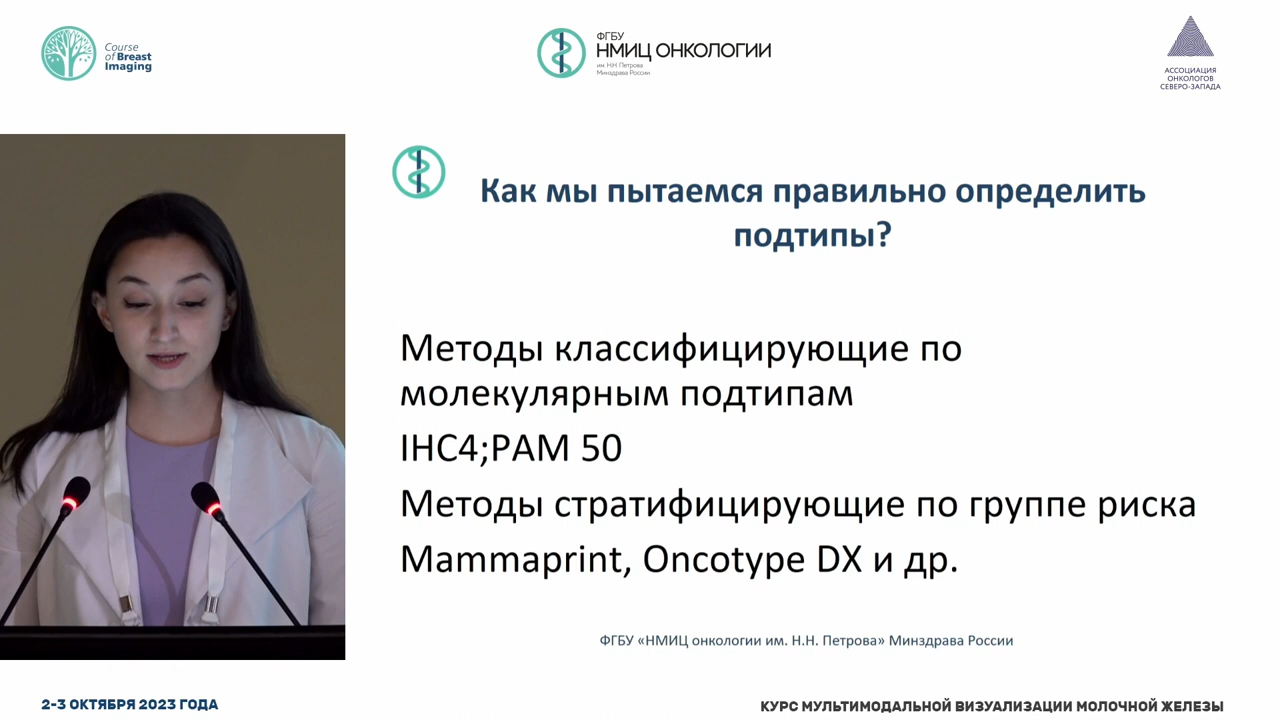 Course
of Breast
Imaging
ФГБУ
НМИЦ ОНКОЛОГИИ
им. Н.Н. Петрова
Минздрава России
АССОЦИАЦИЯ
ОНКОЛОГОВ
СЕВЕРО-ЗАПАДА
Как мы пытаемся правильно определить
подтипы?
Методы классифицирующие по
молекулярным подтипам
IHC4;PAM 50
Методы стратифицирующие по группе риска
Mammaprint, Oncotype DX и др.
ФГБУ «НМИЦ онкологии им. Н.Н. Петрова» Минздрава России
2-3 ОКТЯБРЯ 2023 ГОДА
КУРС МУЛЬТИМОДАЛЬНОЙ ВИЗУАЛИЗАЦИИ МОЛОЧНОЙ ЖЕЛЕЗЫ